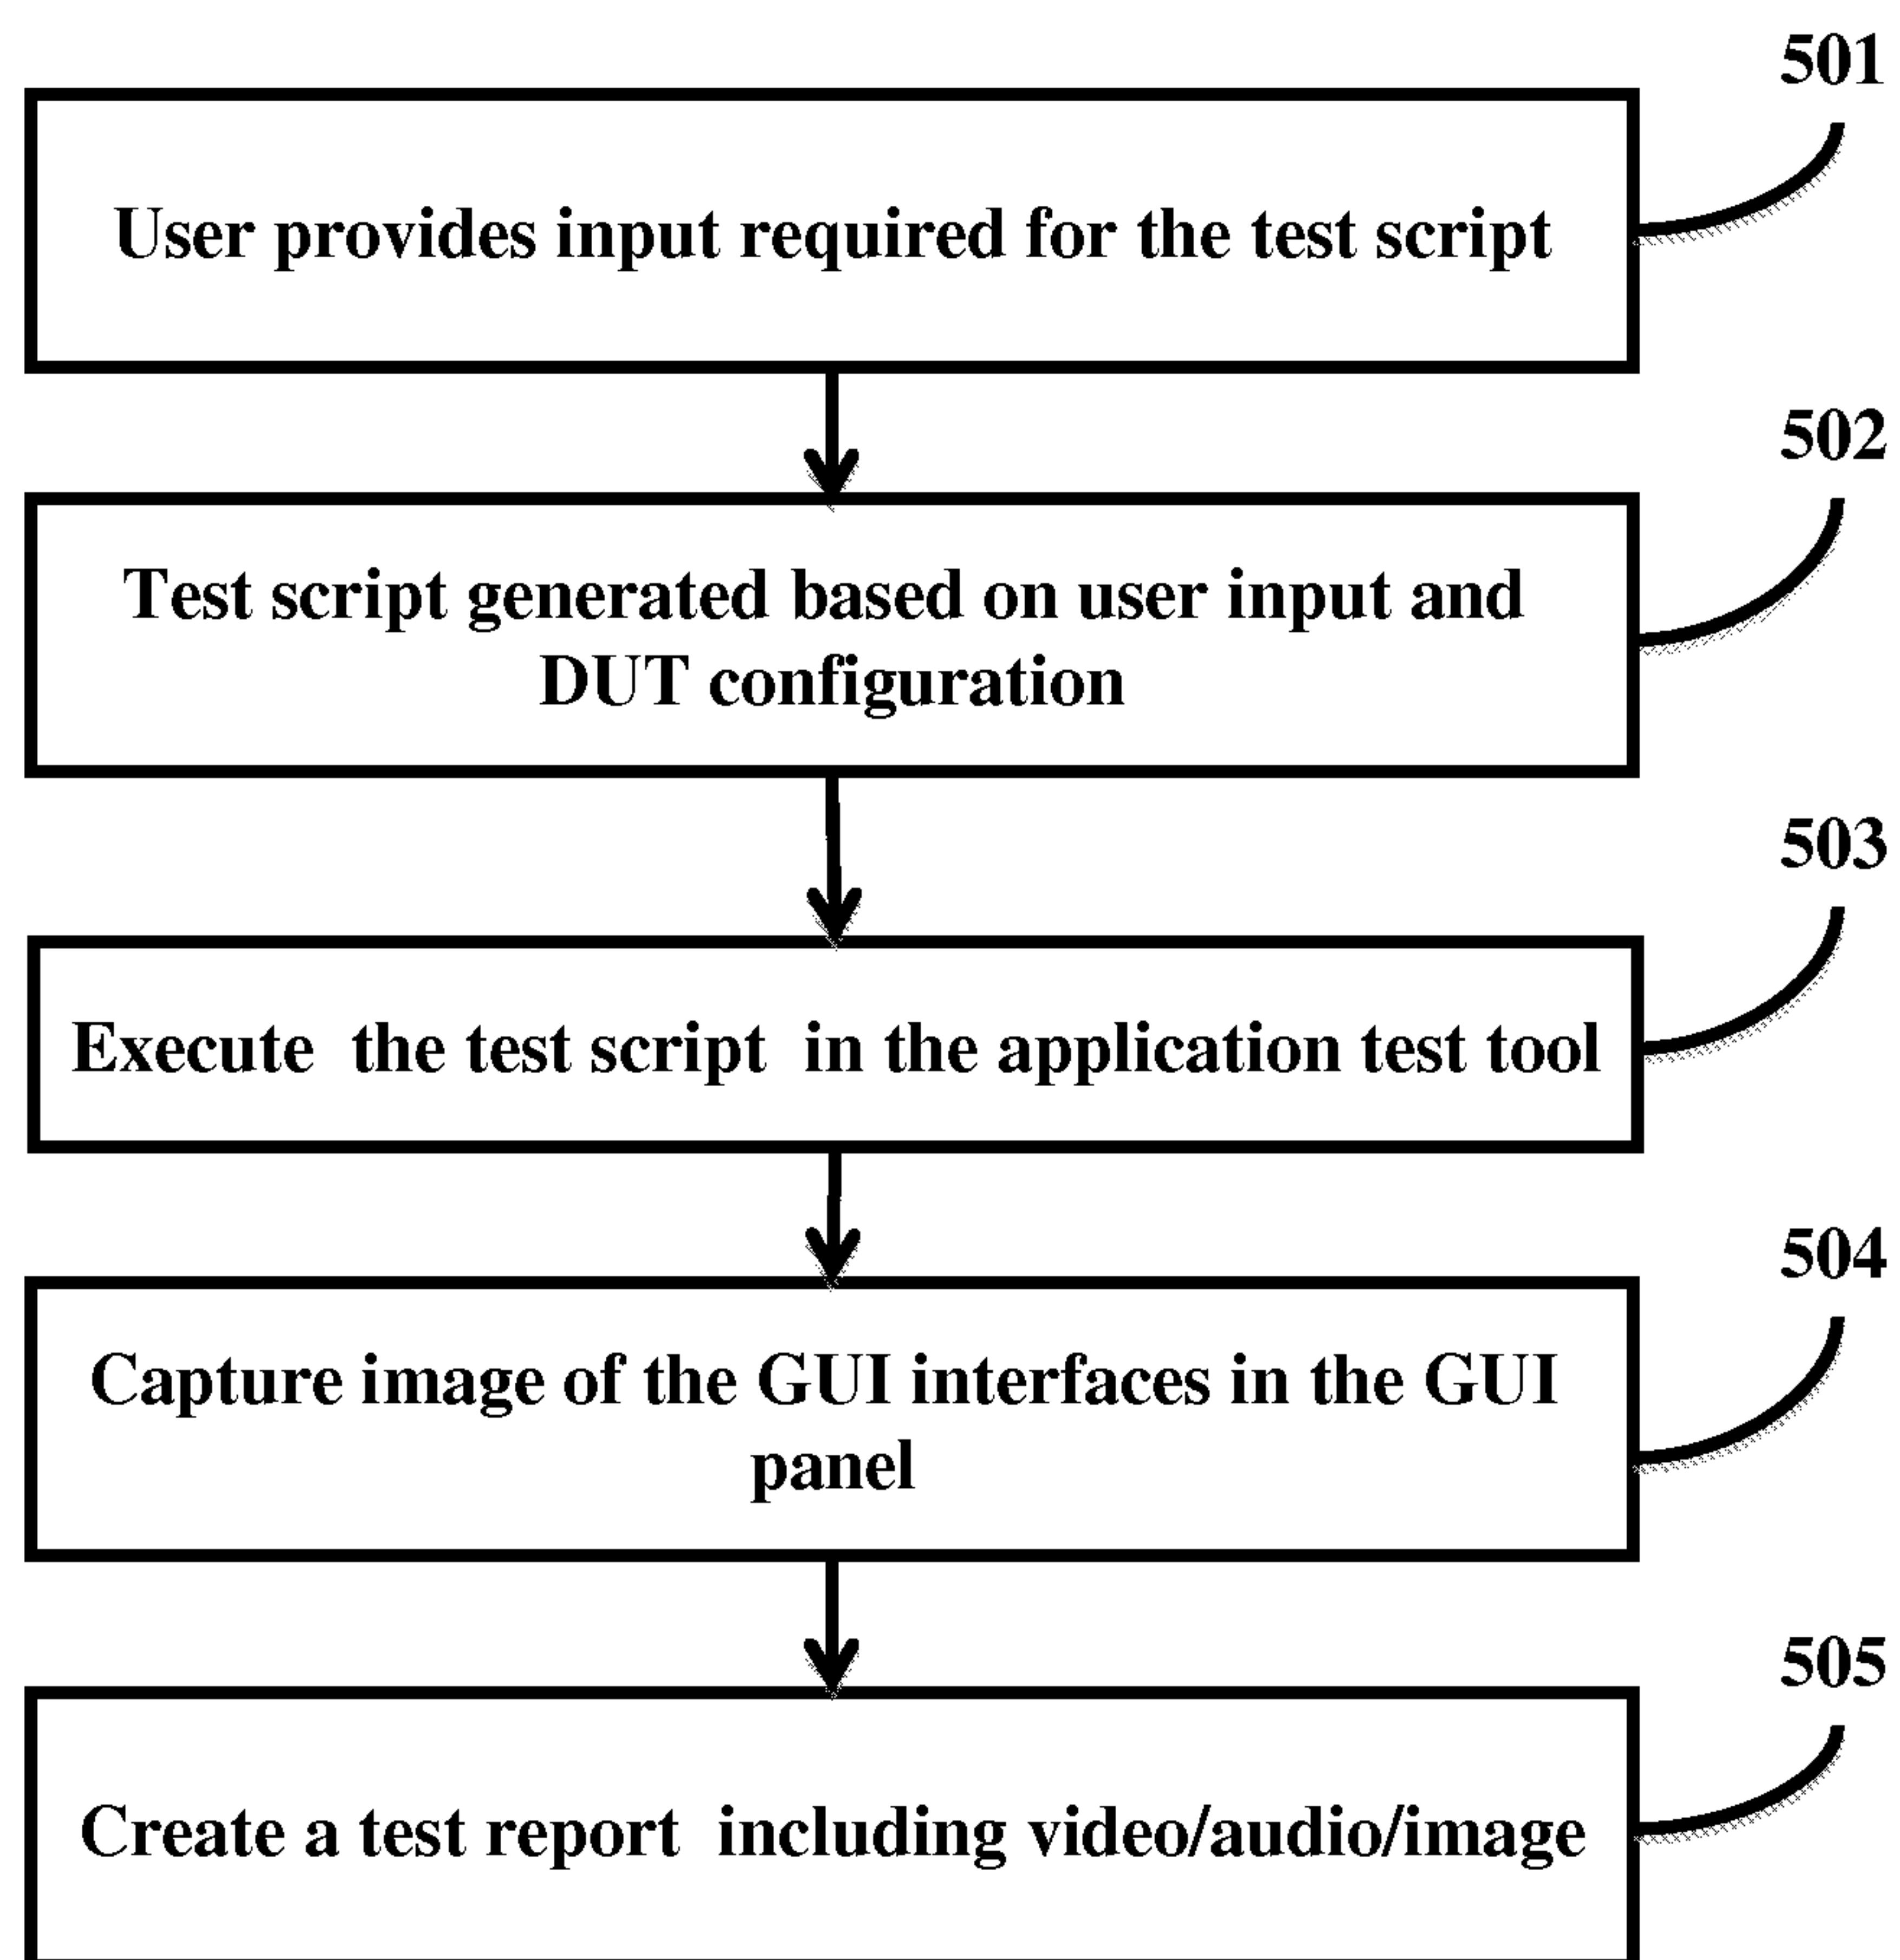 501
User provides input required for the test script
502
Test script generated based on user input and
DUT configuration
503
Execute the test script in the application test tool
504
Capture image of the GUI interfaces in the GUI
panel
505
Create a test report including video/audio/image